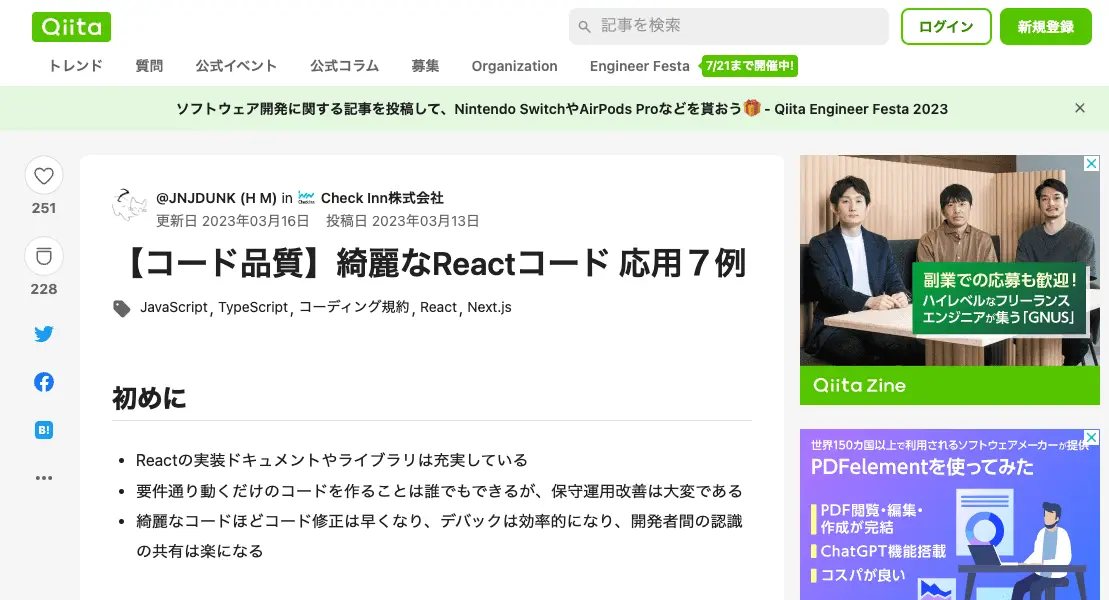 Qiita
記事を検索
ログイン
新規登録
トレンド 質問 公式イベント 公式コラム 募集 Organization Engineer Festa 7/21まで開催中!
ソフトウェア開発に関する記事を投稿して、Nintendo SwitchやAirPods Proなどを貰おう🎁 - Qiita Engineer Festa 2023
251
228
B!
@JNJDUNK (H M) in Check Inn株式会社
更新日 2023年03月16日 投稿日 2023年03月13日
【コード品質】綺麗なReactコード 応用７例
JavaScript, TypeScript, コーディング規約, React, Next.js
初めに
• Reactの実装ドキュメントやライブラリは充実している
• 要件通り動くだけのコードを作ることは誰でもできるが、保守運用改善は大変である
• 綺麗なコードほどコード修正は早くなり、デバックは効率的になり、開発者間の認識
の共有は楽になる
副業での応募も歓迎!
ハイレベルなフリーランス
エンジニアが集う「GNUS」
Qiita Zine
世界150カ国以上で利用されるソフトウェアメーカーが提供
PDFelementを使ってみた
PDF閲覧・編集・
作成が完結
ChatGPT機能搭載
コスパが良い